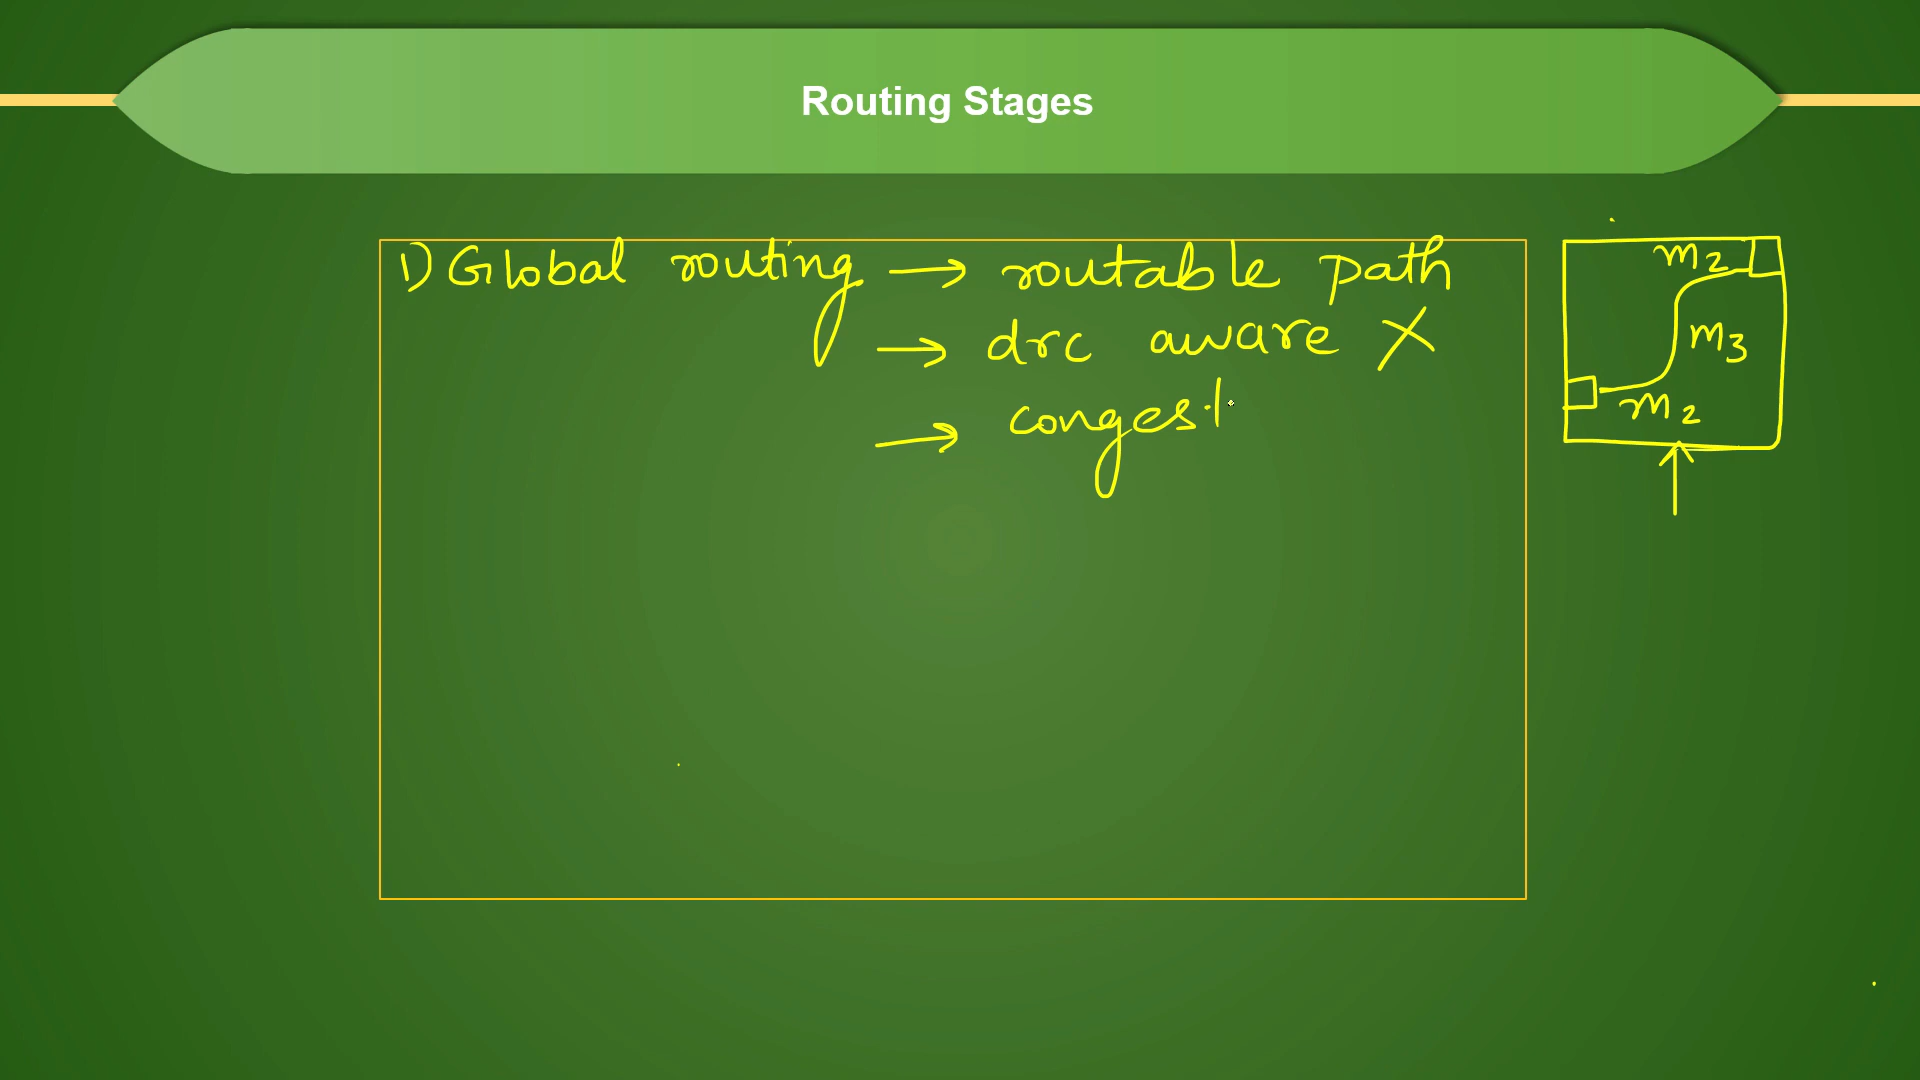 Routing Stages
1) Global routing → routable path
→ drc aware X
→ congest
m2
m3
m2